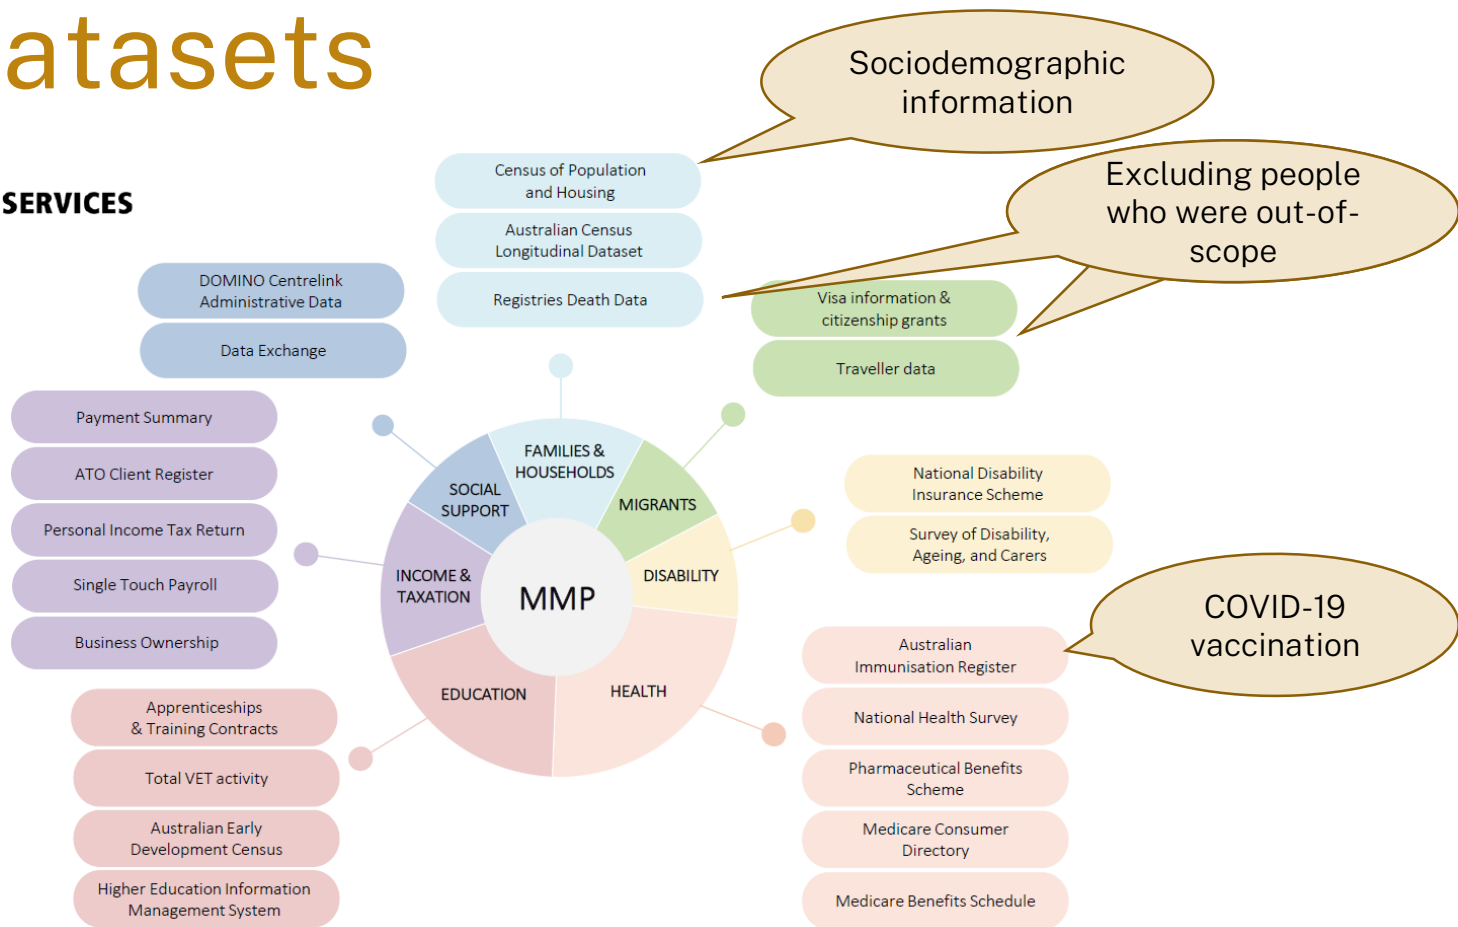 atasets
SERVICES
Sociodemographic
information
Excluding people
who were out-of-
scope
Census of Population
and Housing
Australian Census
Longitudinal Dataset
Registries Death Data
DOMINO Centrelink
Administrative Data
Data Exchange
Visa information &
citizenship grants
Traveller data
Payment Summary
ATO Client Register
Personal Income Tax Return
Single Touch Payroll
Business Ownership
FAMILIES &
HOUSEHOLDS
SOCIAL
SUPPORT
MIGRANTS
INCOME &
TAXATION
MMP
DISABILITY
EDUCATION
HEALTH
National Disability
Insurance Scheme
Survey of Disability,
Ageing, and Carers
COVID-19
vaccination
Australian
Immunisation Register
National Health Survey
Pharmaceutical Benefits
Scheme
Medicare Consumer
Directory
Medicare Benefits Schedule
Apprenticeships
& Training Contracts
Total VET activity
Australian Early
Development Census
Higher Education Information
Management System